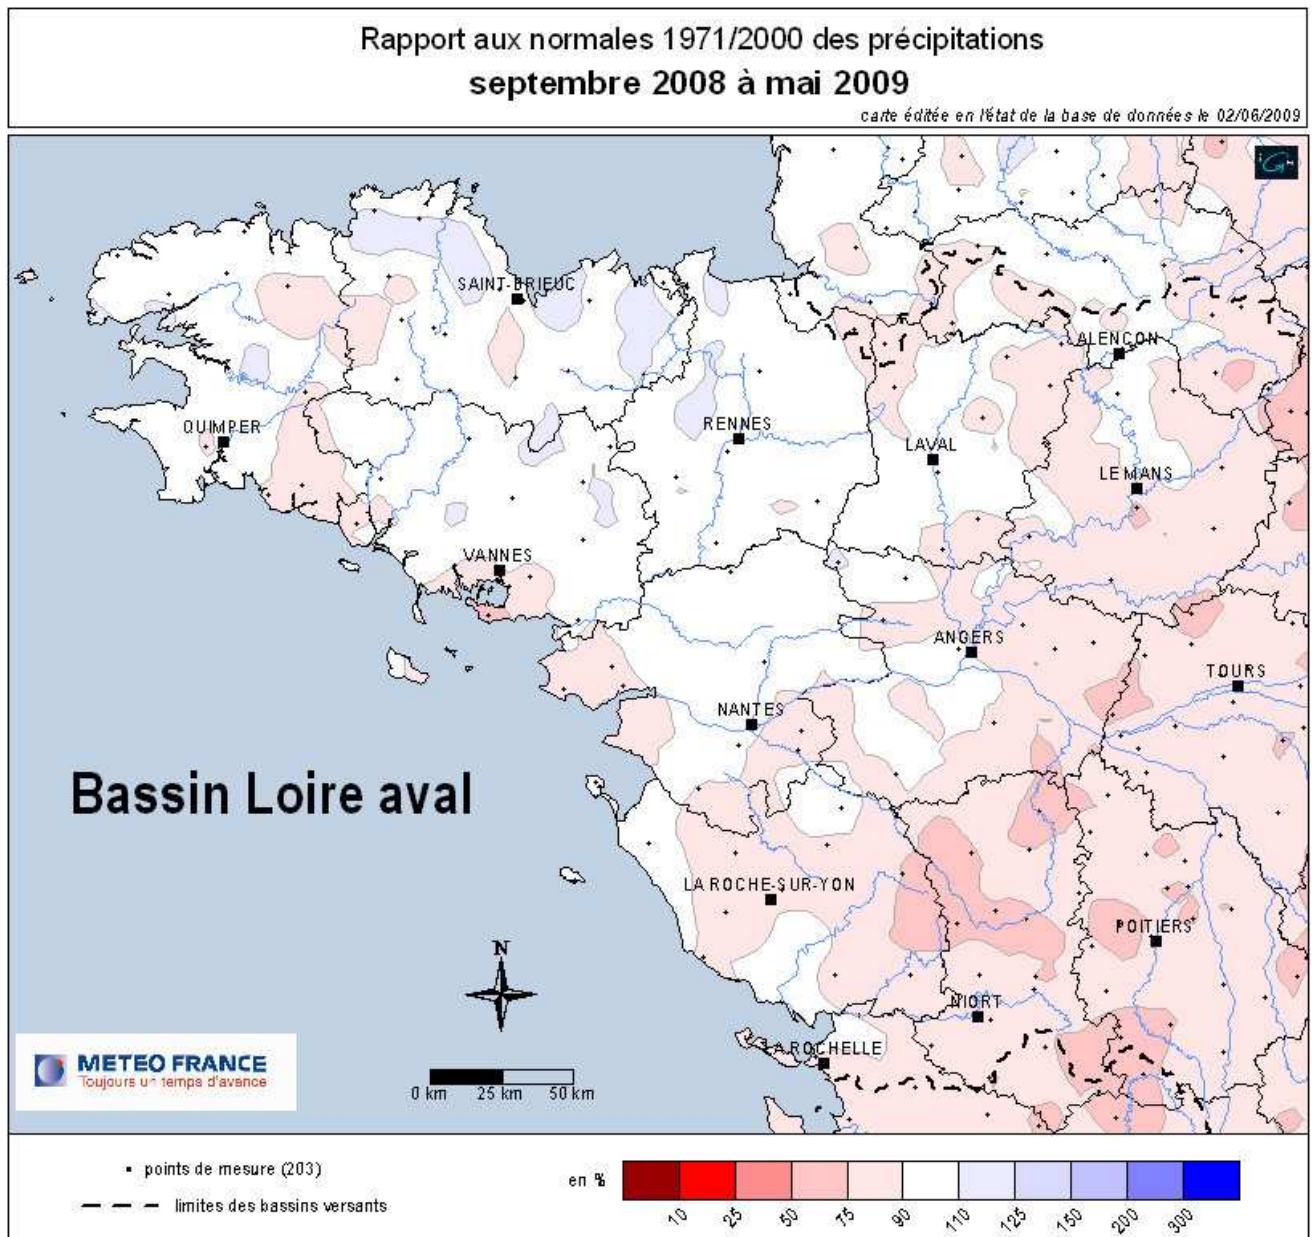 Rapport aux normales 1971/2000 des précipitations
septembre 2008 à mai 2009
carte éditée en l'état de la base de données le 02/06/2009
SAINT-BRIEUC
ALENCON
QUIMPER
RENNES
LAVAL
LE MANS
VANNES
ANGERS
TOURS
NANTES
Bassin Loire aval
LA ROCHE-SUR-YON
POITIERS
N
NIORT
LA ROCHELLE
METEO FRANCE
Toujours un temps d'avance
0 km 25 km 50 km
points de mesure (203)
limites des bassins versants
en %
10 25 50 75 90 110 125 150 200 300